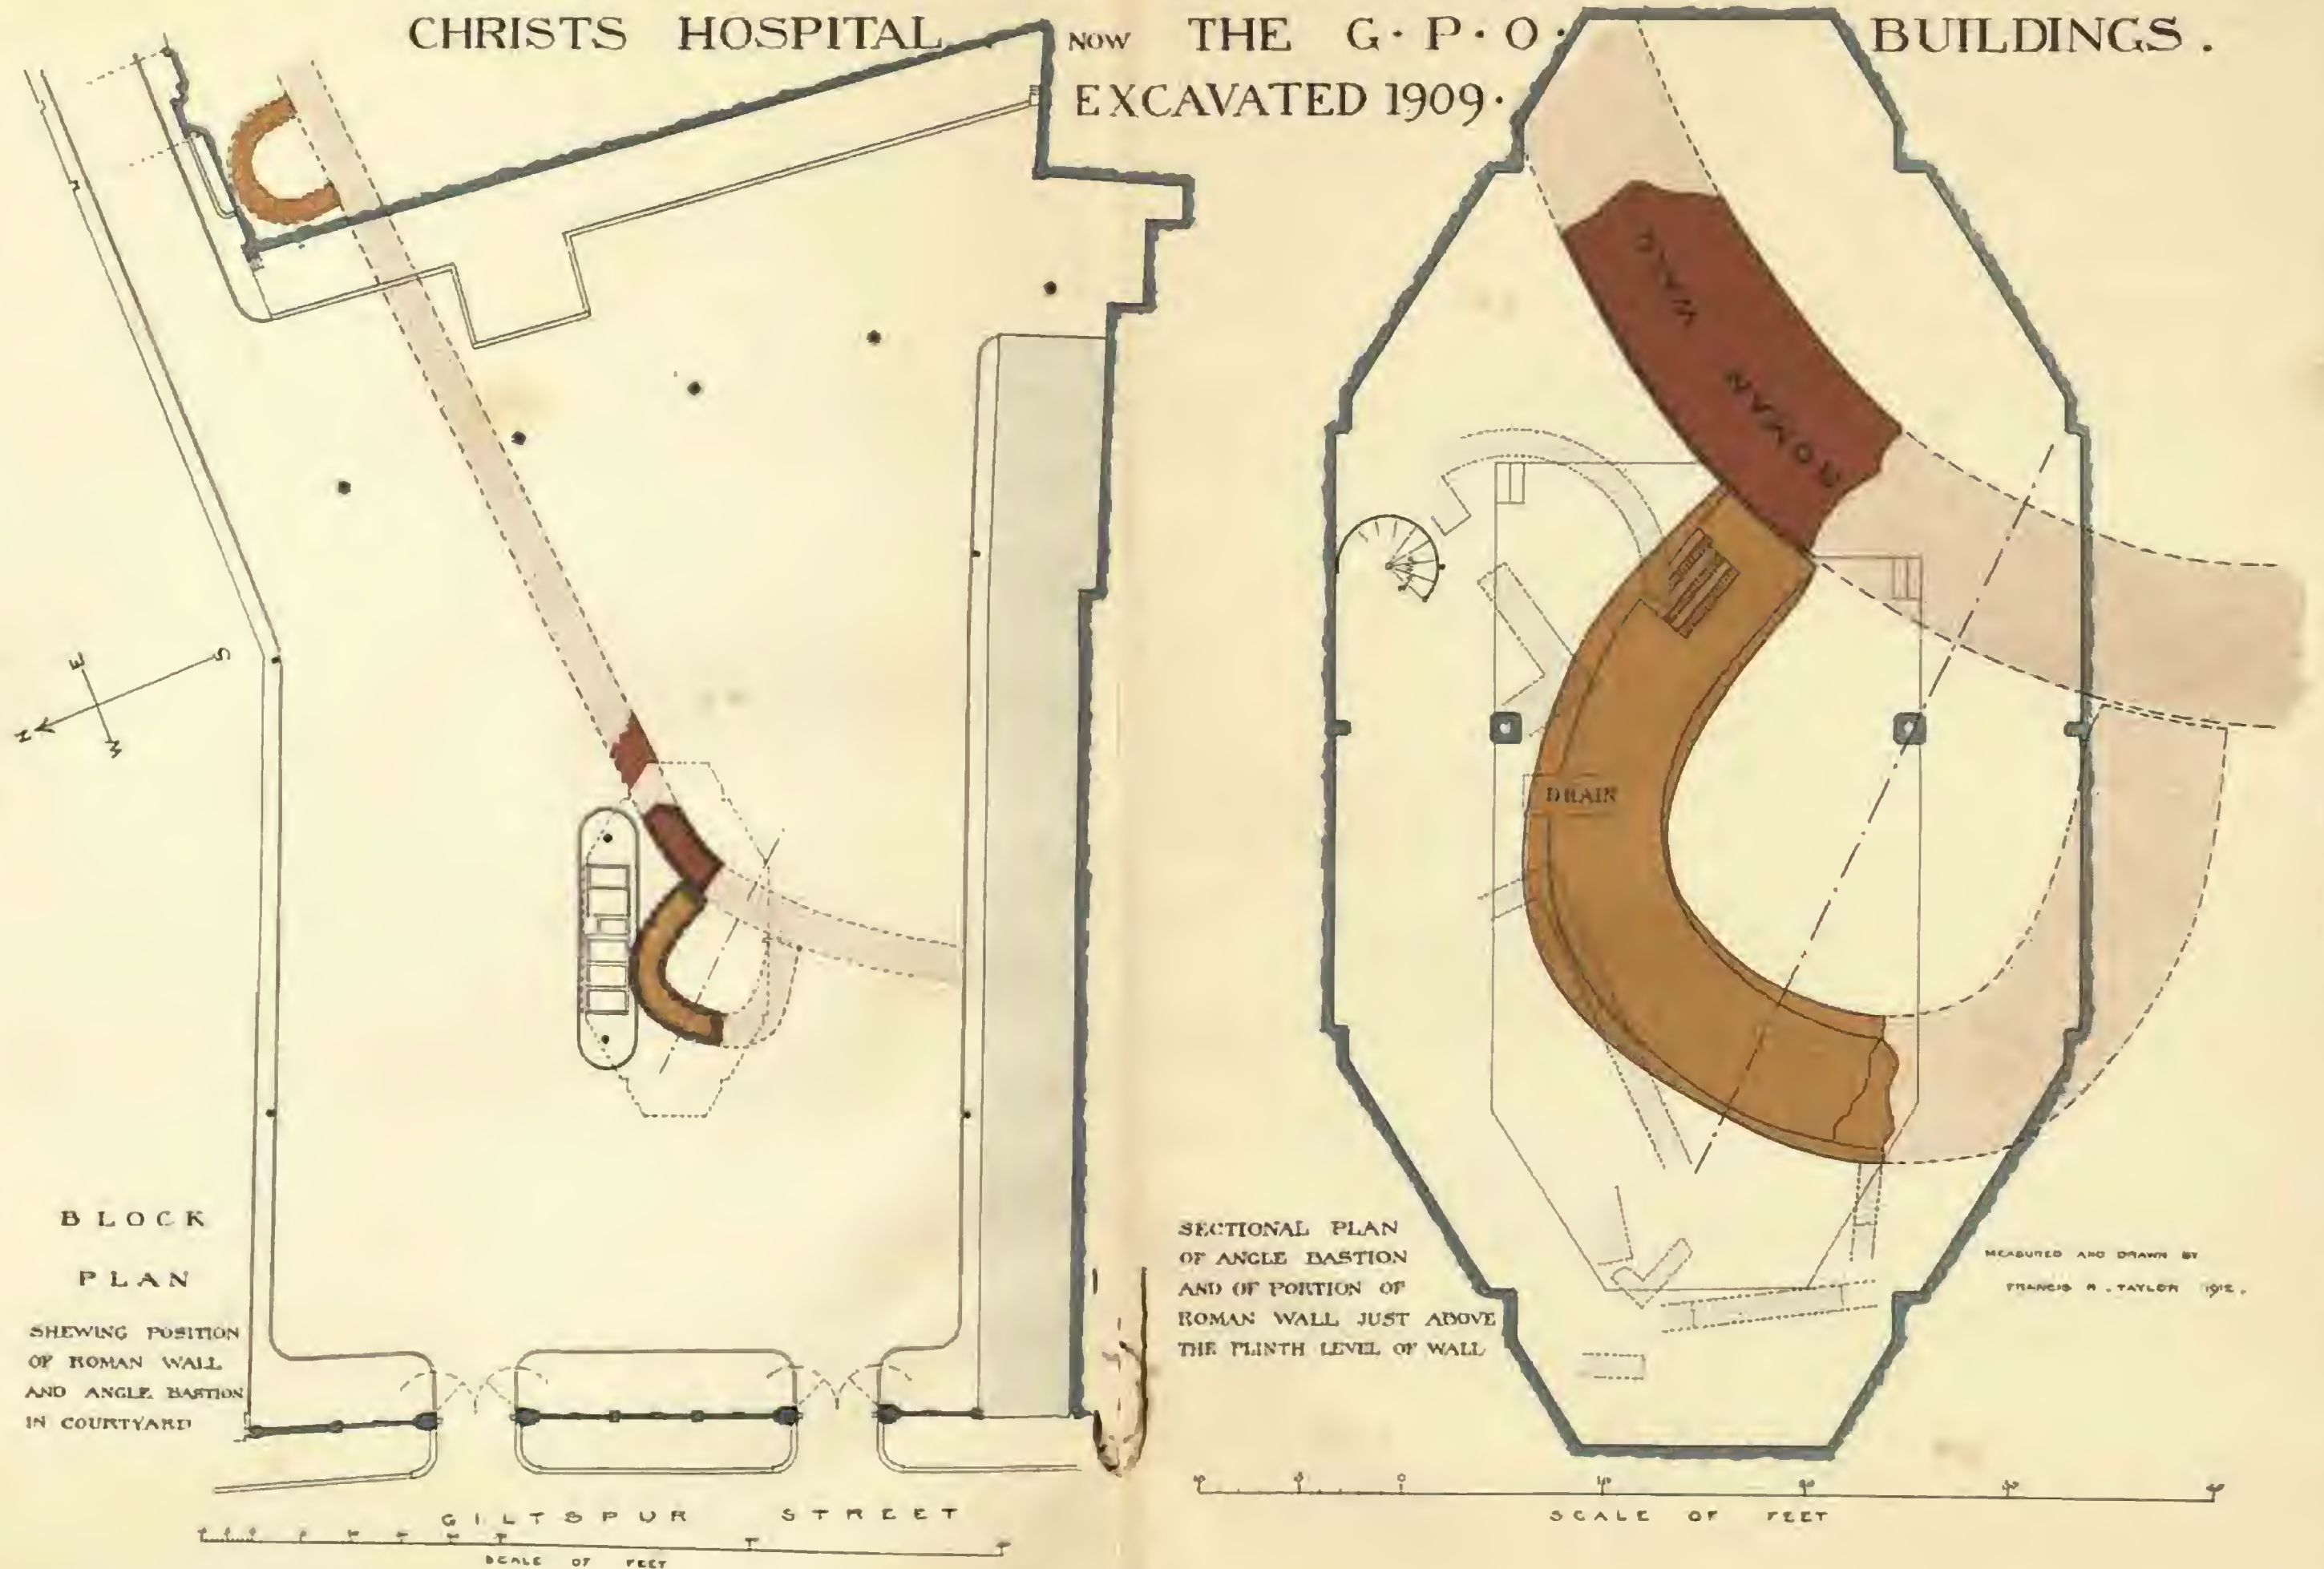 CHRISTS HOSPITAL NOW THE G·P·O· BUILDINGS.
EXCAVATED 1909·
ROMAN WALL
DRAIN
E
S
N
W
BLOCK
PLAN
SHEWING POSITION
OF ROMAN WALL
AND ANGLE BASTION
IN COURTYARD
SECTIONAL PLAN
OF ANGLE BASTION
AND OF PORTION OF
ROMAN WALL JUST ABOVE
THE PLINTH LEVEL OF WALL
MEASURED AND DRAWN BY
FRANCIS R. TAYLOR 1912.
GILTSPUR STREET
SCALE OF FEET
SCALE OF FEET